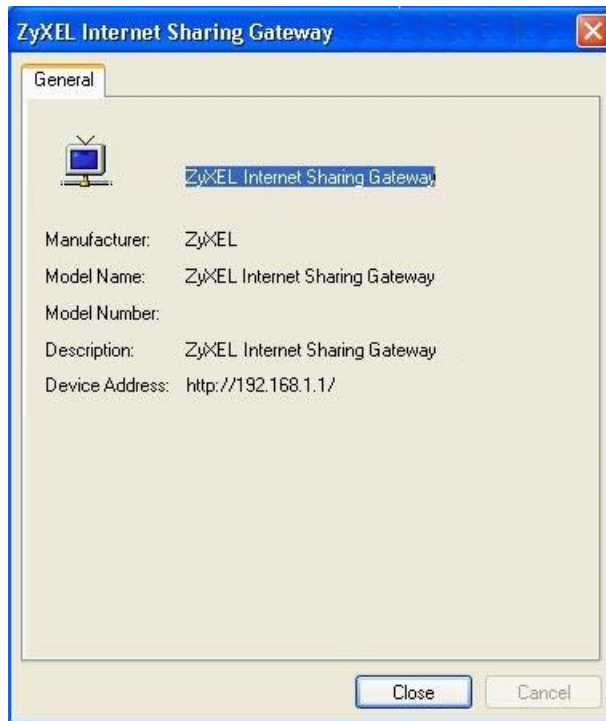 ZyXEL Internet Sharing Gateway
General
ZyXEL Internet Sharing Gateway
Manufacturer: ZyXEL
Model Name: ZyXEL Internet Sharing Gateway
Model Number:
Description: ZyXEL Internet Sharing Gateway
Device Address: http://192.168.1.1/
Close Cancel